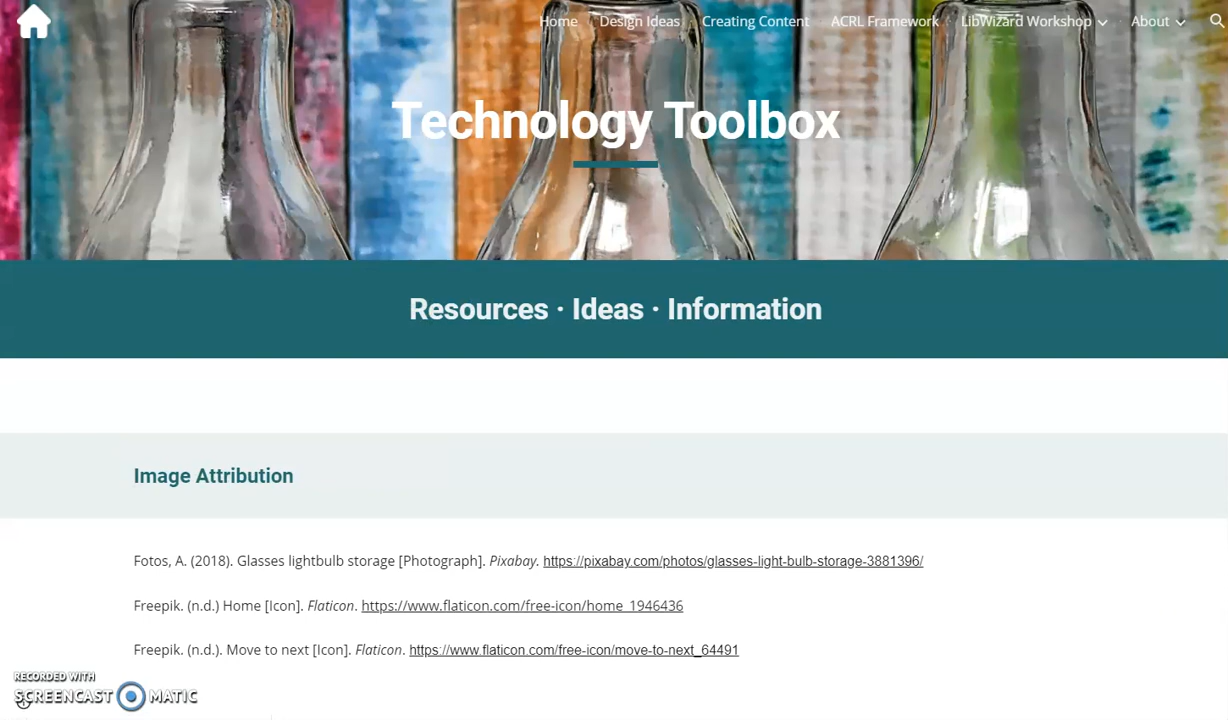 Home Design Ideas Creating Content ACRL Framework LibWizard Workshop About
Technology Toolbox
Resources · Ideas · Information
Image Attribution
Fotos, A. (2018). Glasses lightbulb storage [Photograph]. Pixabay. https://pixabay.com/photos/glasses-light-bulb-storage-3881396/
Freepik. (n.d.) Home [Icon]. Flaticon. https://www.flaticon.com/free-icon/home_1946436
Freepik. (n.d.). Move to next [Icon]. Flaticon. https://www.flaticon.com/free-icon/move-to-next_64491
RECORDED WITH
SCREENCAST MATIC